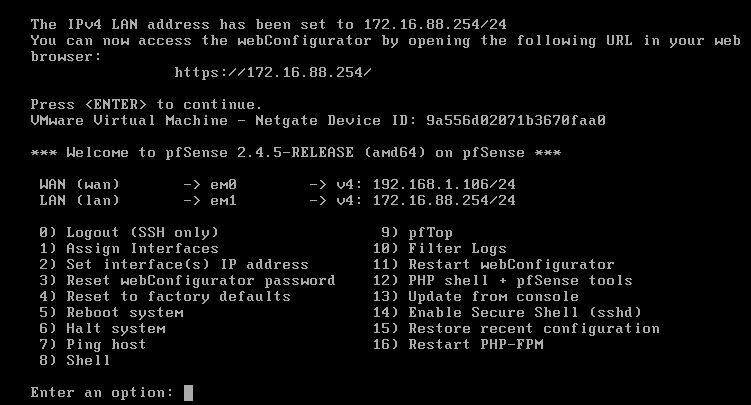 The IPv4 LAN address has been set to 172.16.88.254/24
You can now access the webConfigurator by opening the following URL in your web
browser:
https://172.16.88.254/
Press <ENTER> to continue.
VMware Virtual Machine - Netgate Device ID: 9a556d02071b3670faa0
*** Welcome to pfSense 2.4.5-RELEASE (amd64) on pfSense ***
WAN (wan) -> em0 -> v4: 192.168.1.106/24
LAN (lan) -> em1 -> v4: 172.16.88.254/24
0) Logout (SSH only) 9) pfTop
1) Assign Interfaces 10) Filter Logs
2) Set interface(s) IP address 11) Restart webConfigurator
3) Reset webConfigurator password 12) PHP shell + pfSense tools
4) Reset to factory defaults 13) Update from console
5) Reboot system 14) Enable Secure Shell (sshd)
6) Halt system 15) Restore recent configuration
7) Ping host 16) Restart PHP-FPM
8) Shell
Enter an option: